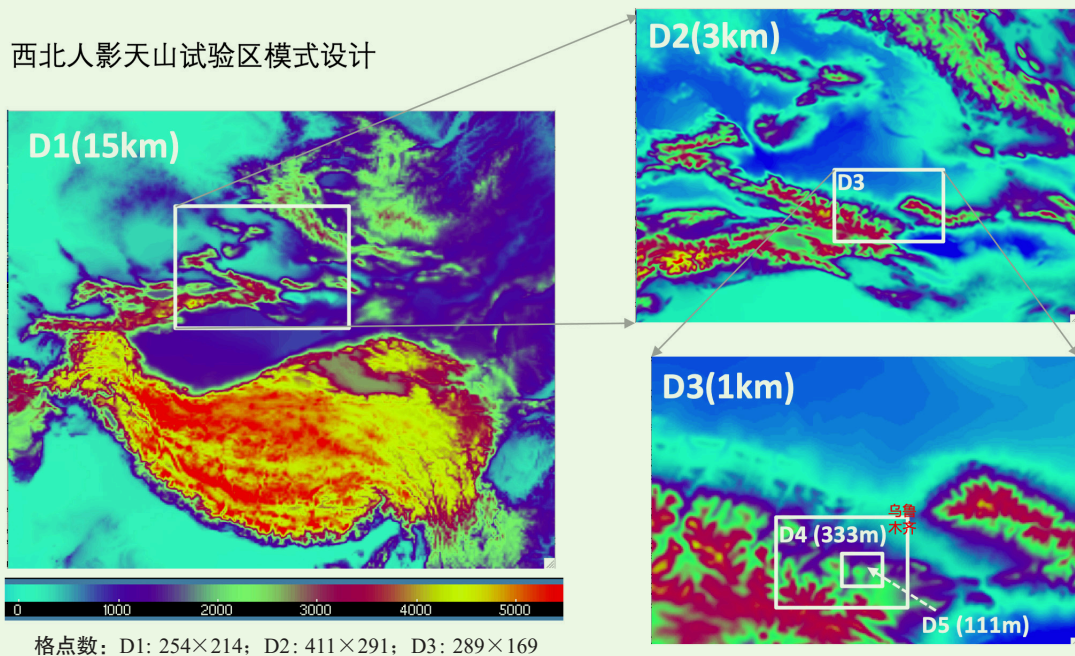 西北人影天山试验区模式设计
D1(15km)
D2(3km)
D3
D3(1km)
乌鲁
木齐
D4 (333m)
D5 (111m)
0 1000 2000 3000 4000 5000
格点数：D1: 254×214；D2: 411×291；D3: 289×169